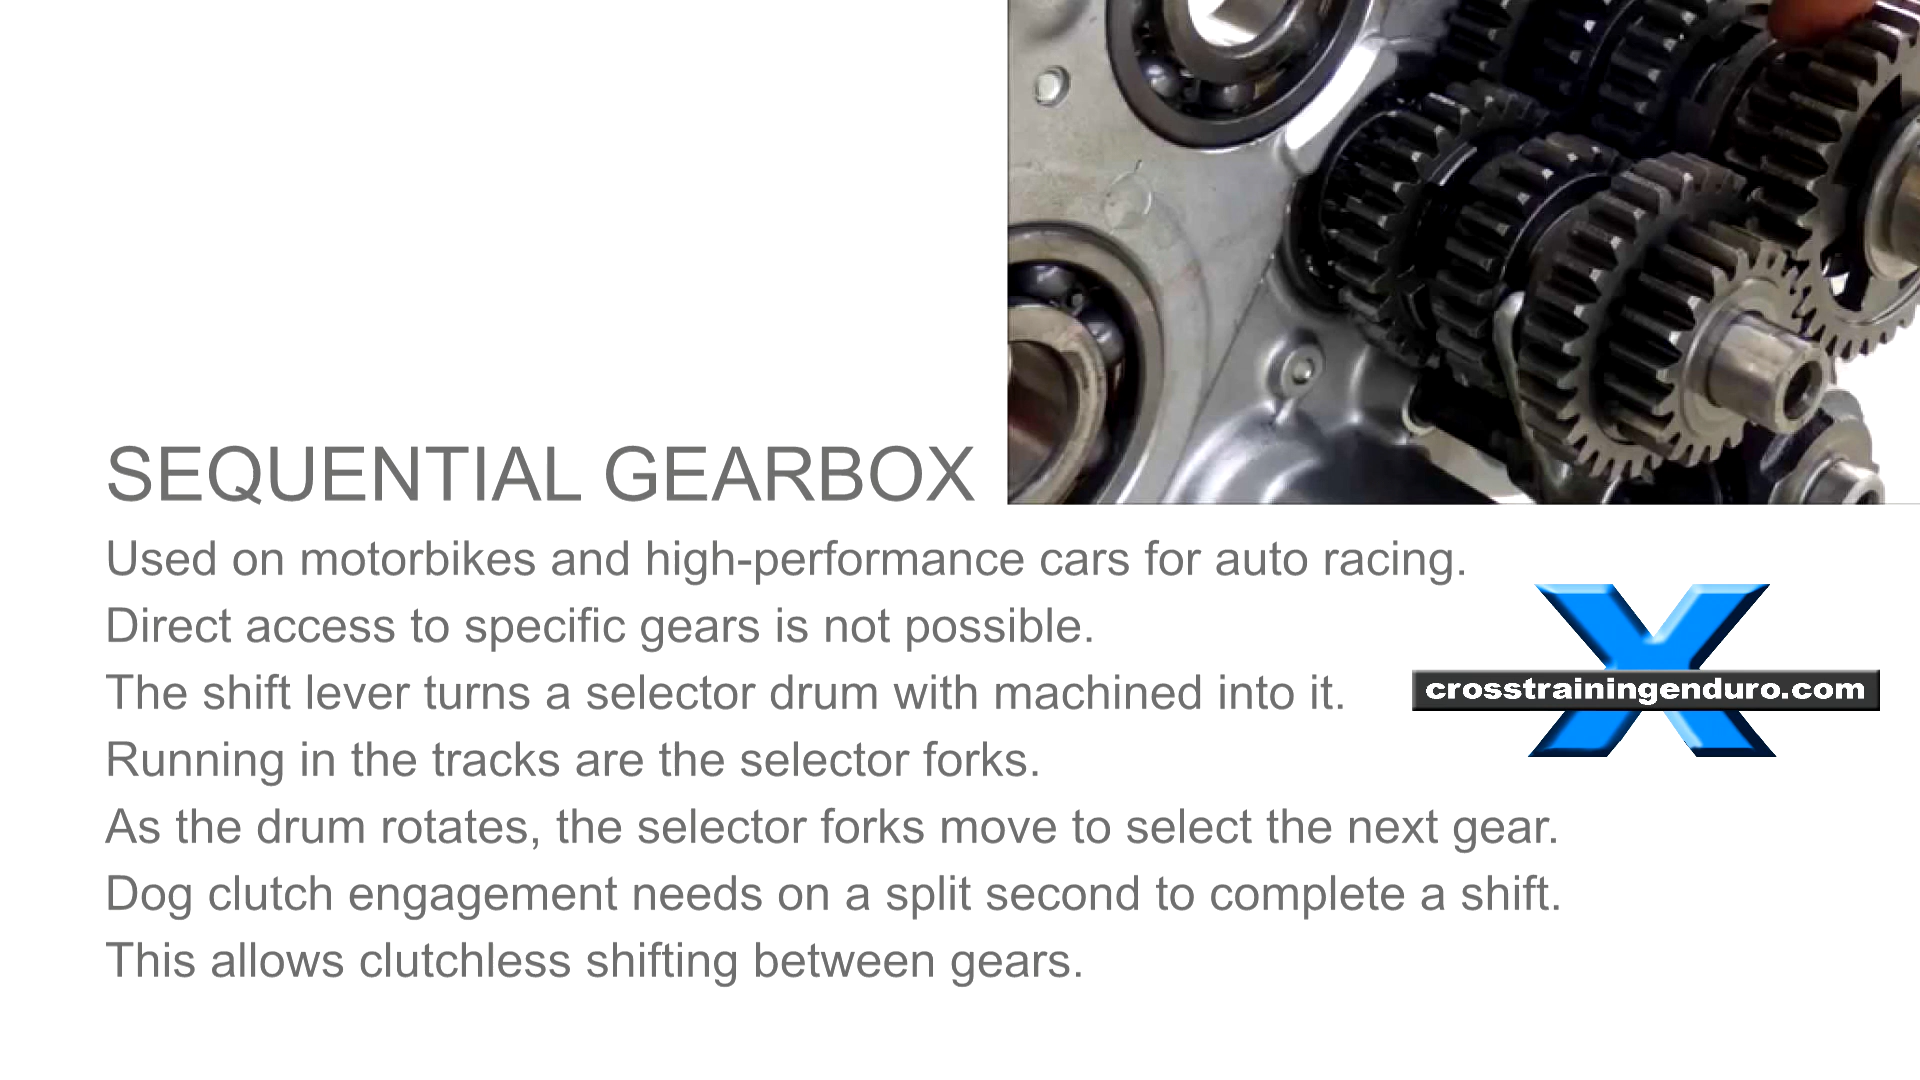 SEQUENTIAL GEARBOX
Used on motorbikes and high-performance cars for auto racing.
Direct access to specific gears is not possible.
The shift lever turns a selector drum with machined into it.
Running in the tracks are the selector forks.
As the drum rotates, the selector forks move to select the next gear.
Dog clutch engagement needs on a split second to complete a shift.
This allows clutchless shifting between gears.
X
crosstrainingenduro.com